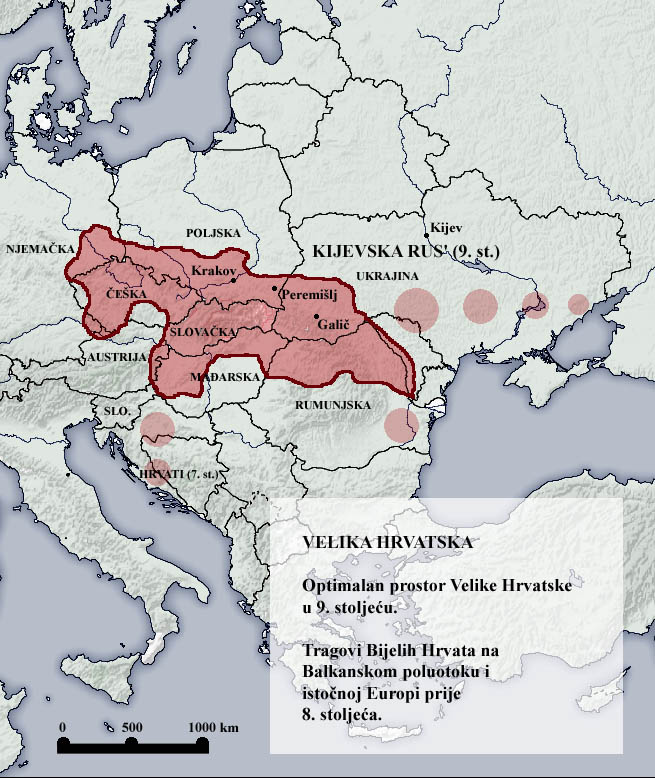 POLJSKA
NJEMAČKA
Kijev
KIJEVSKA RUS' (9. st.)
UKRAJINA
Krakov
Peremišlj
ČEŠKA
Galič
SLOVAČKA
AUSTRIJA
MAĐARSKA
RUMUNJSKA
SLO.
HRVATI (7. st.)
VELIKA HRVATSKA
Optimalan prostor Velike Hrvatske
u 9. stoljeću.
Tragovi Bijelih Hrvata na
Balkanskom poluotoku i
istočnoj Europi prije
8. stoljeća.
0 500 1000 km